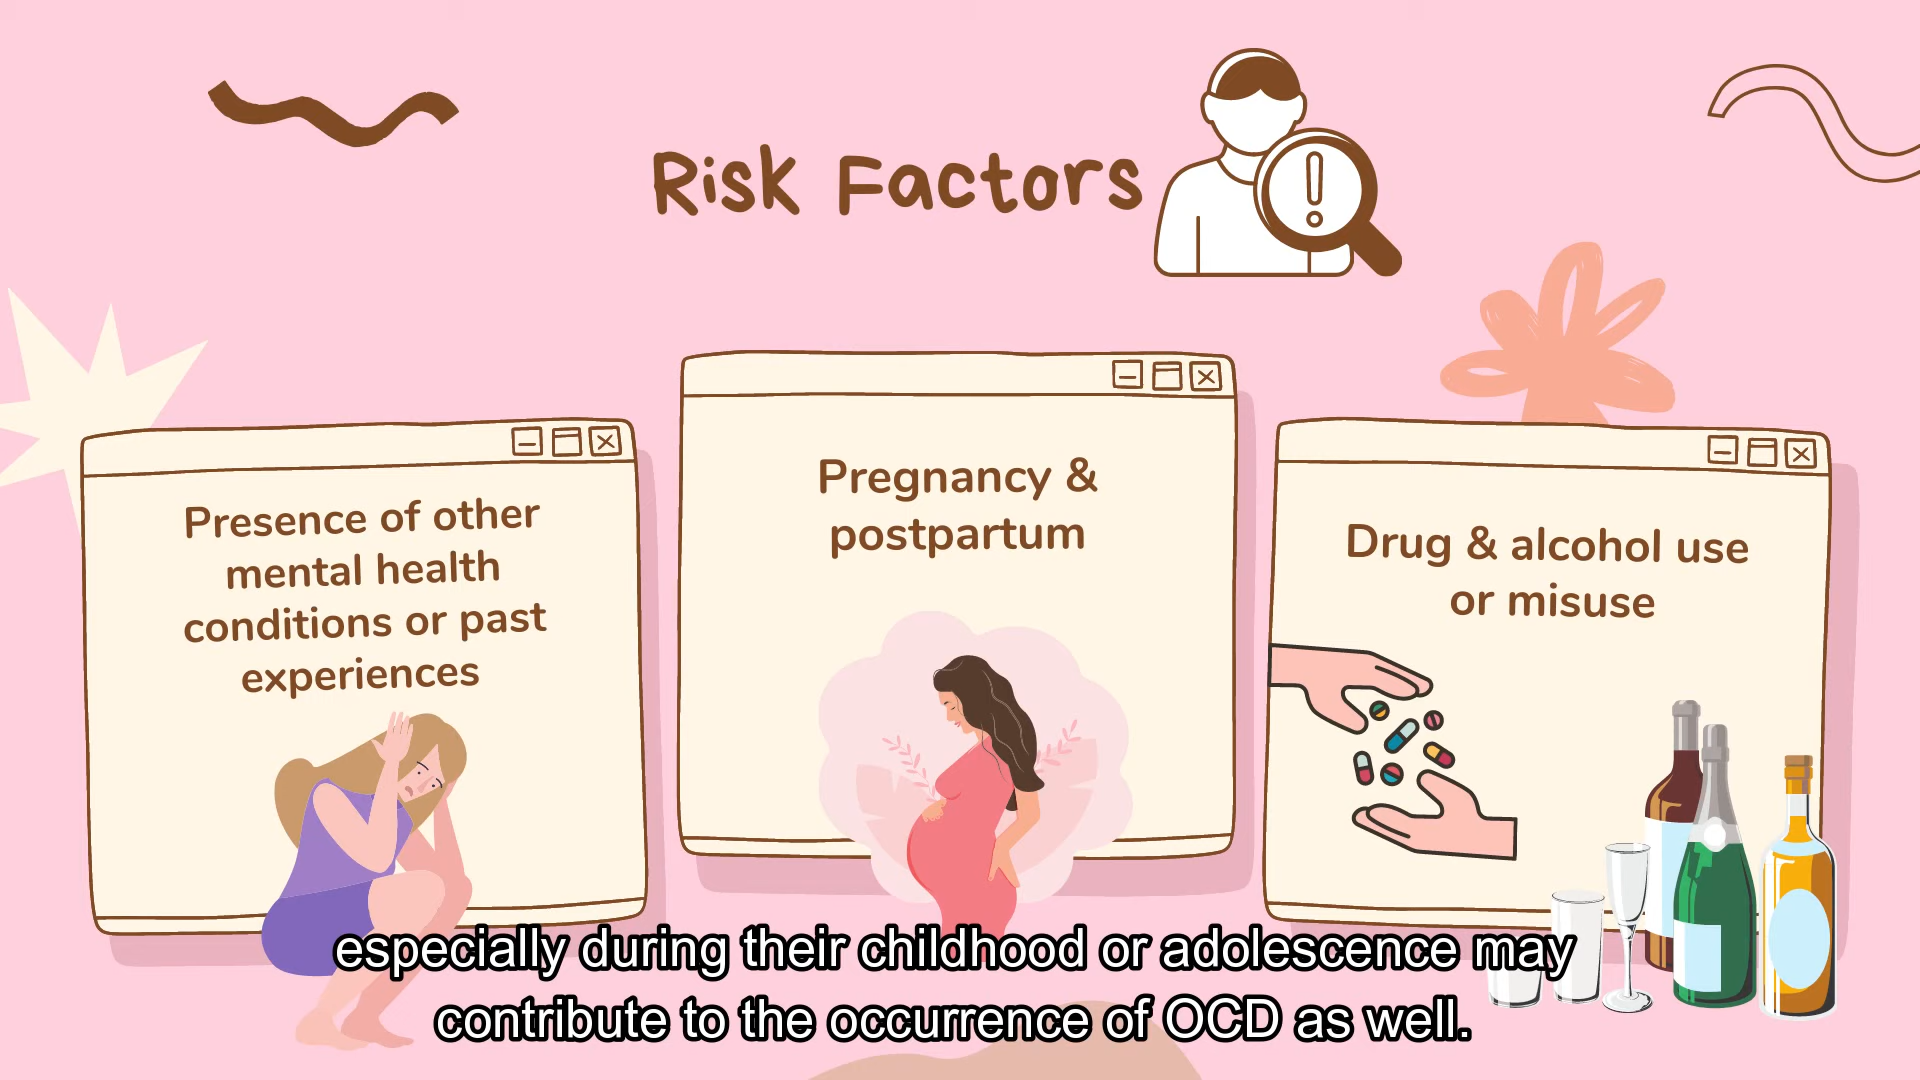 Risk Factors
Presence of other
mental health
conditions or past
experiences
Pregnancy &
postpartum
Drug & alcohol use
or misuse
especially during their childhood or adolescence may
contribute to the occurrence of OCD as well.